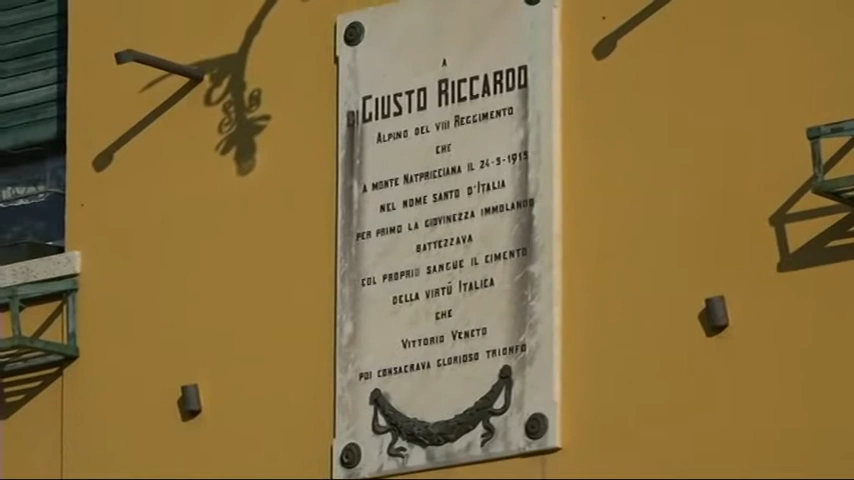 A
DI GIUSTO RICCARDO
ALPINO DEL VIII REGGIMENTO
CHE
A MONTE NATPRICCIANA IL 24-5-1915
NEL NOME SANTO D'ITALIA
PER PRIMO LA GIOVINEZZA IMMOLANDO
BATTEZZAVA
COL PROPRIO SANGUE IL CIMENTO
DELLA VIRTÙ ITALICA
CHE
VITTORIO VENETO
POI CONSACRAVA GLORIOSO TRIONFO